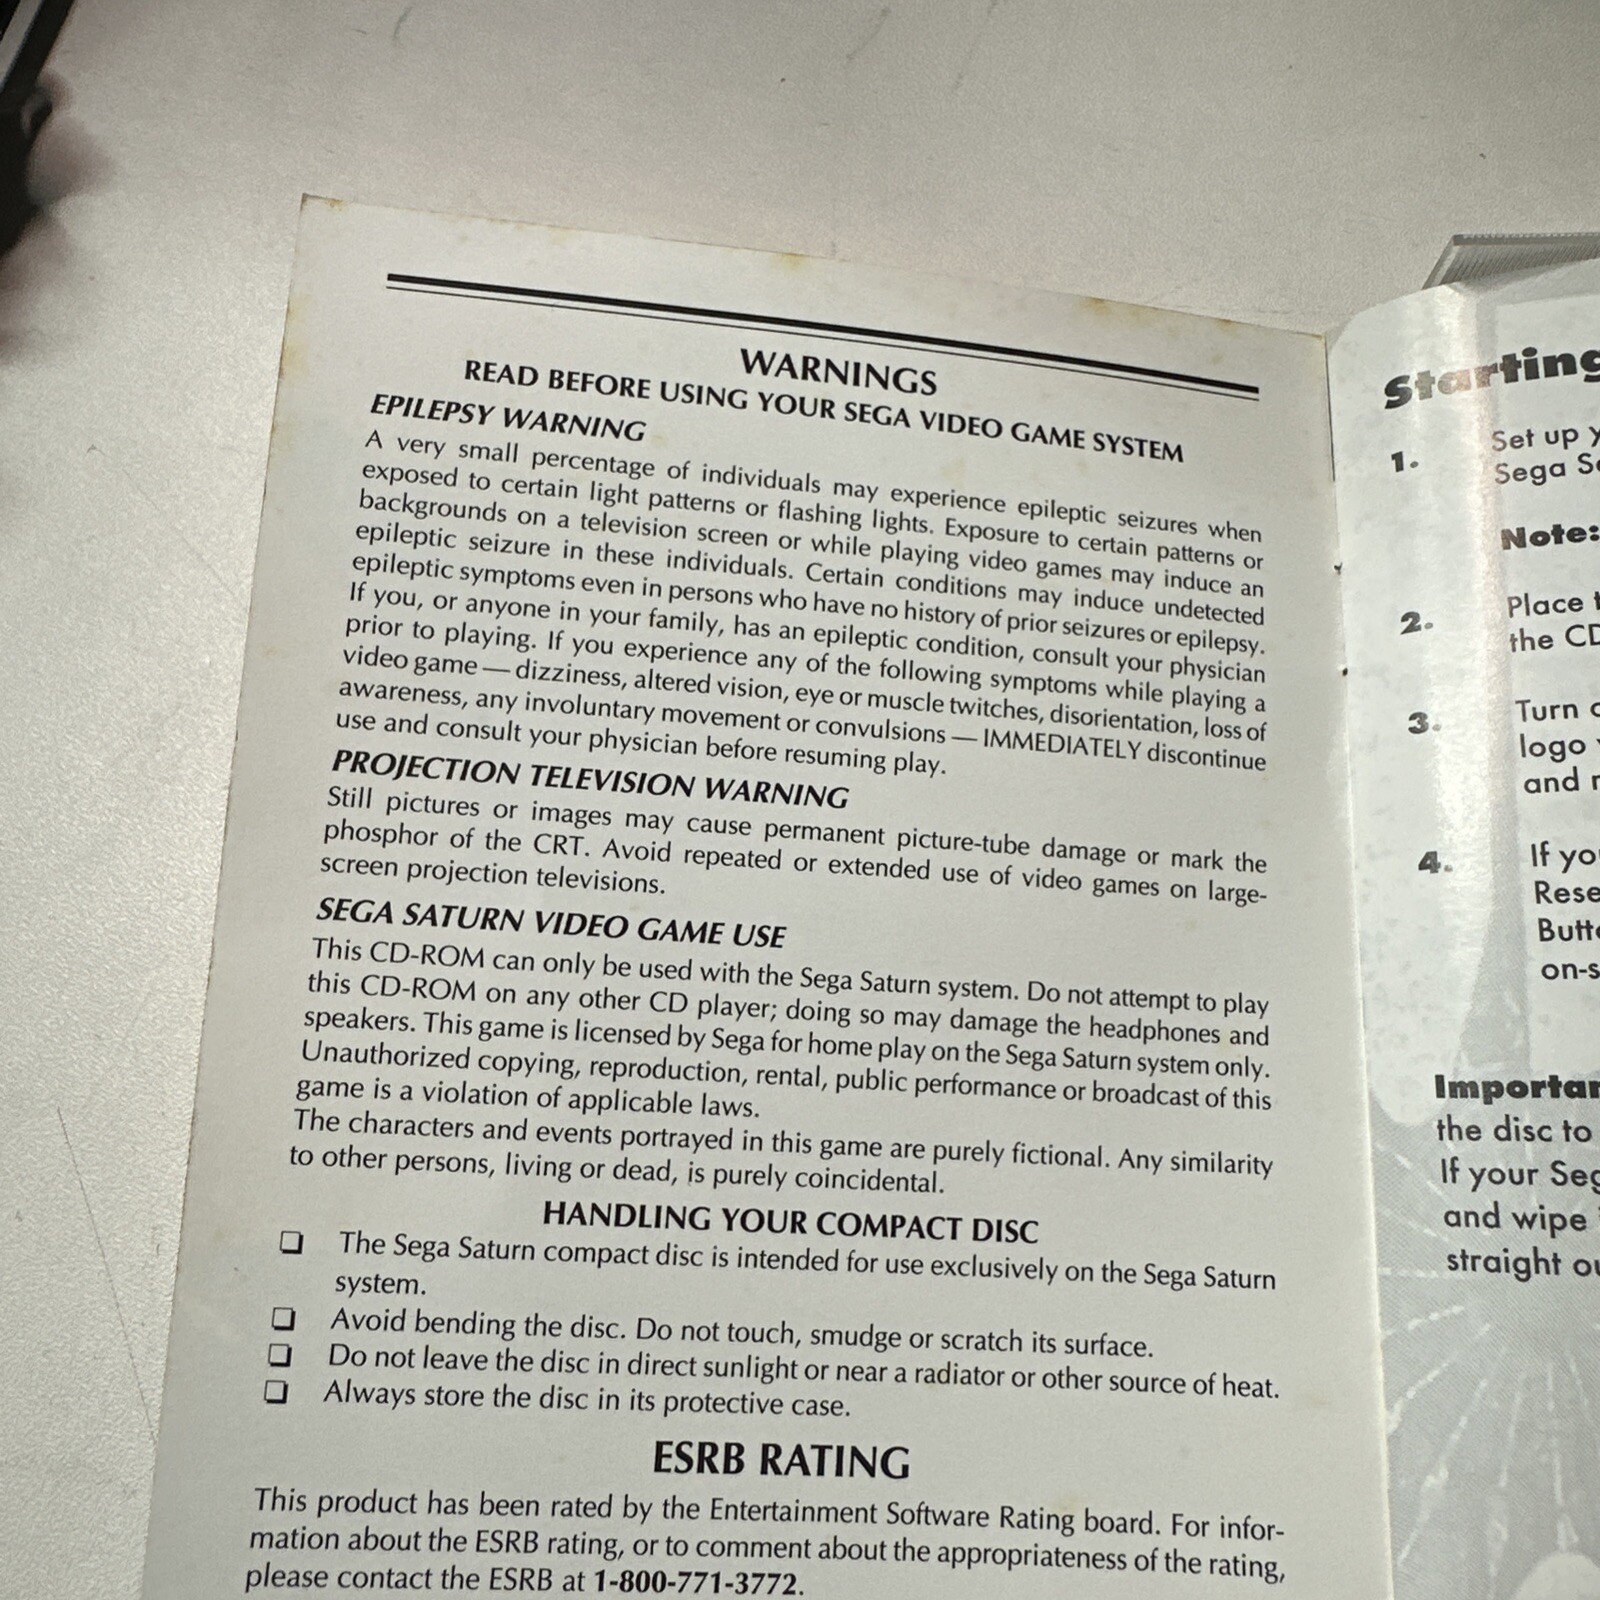 WARNINGS
READ BEFORE USING YOUR SEGA VIDEO GAME SYSTEM
EPILEPSY WARNING
A very small percentage of individuals may experience epileptic seizures when
exposed to certain light patterns or flashing lights. Exposure to certain patterns or
backgrounds on a television screen or while playing video games may induce an
epileptic seizure in these individuals. Certain conditions may induce undetected
epileptic symptoms even in persons who have no history of prior seizures or epilepsy.
If you, or anyone in your family, has an epileptic condition, consult your physician
prior to playing. If you experience any of the following symptoms while playing a
video game — dizziness, altered vision, eye or muscle twitches, disorientation, loss of
awareness, any involuntary movement or convulsions — IMMEDIATELY discontinue
use and consult your physician before resuming play.
PROJECTION TELEVISION WARNING
Still pictures or images may cause permanent picture-tube damage or mark the
phosphor of the CRT. Avoid repeated or extended use of video games on large-
screen projection televisions.
SEGA SATURN VIDEO GAME USE
This CD-ROM can only be used with the Sega Saturn system. Do not attempt to play
this CD-ROM on any other CD player; doing so may damage the headphones and
speakers. This game is licensed by Sega for home play on the Sega Saturn system only.
Unauthorized copying, reproduction, rental, public performance or broadcast of this
game is a violation of applicable laws.
The characters and events portrayed in this game are purely fictional. Any similarity
to other persons, living or dead, is purely coincidental.
HANDLING YOUR COMPACT DISC
❏ The Sega Saturn compact disc is intended for use exclusively on the Sega Saturn
system.
❏ Avoid bending the disc. Do not touch, smudge or scratch its surface.
❏ Do not leave the disc in direct sunlight or near a radiator or other source of heat.
❏ Always store the disc in its protective case.
ESRB RATING
This product has been rated by the Entertainment Software Rating board. For infor-
mation about the ESRB rating, or to comment about the appropriateness of the rating,
please contact the ESRB at 1-800-771-3772.
Starting
1. Set up
Sega
Note:
2. Place
the
3. Turn
logo
and
4. If
on-s
the disc to
If your
and wipe
straight